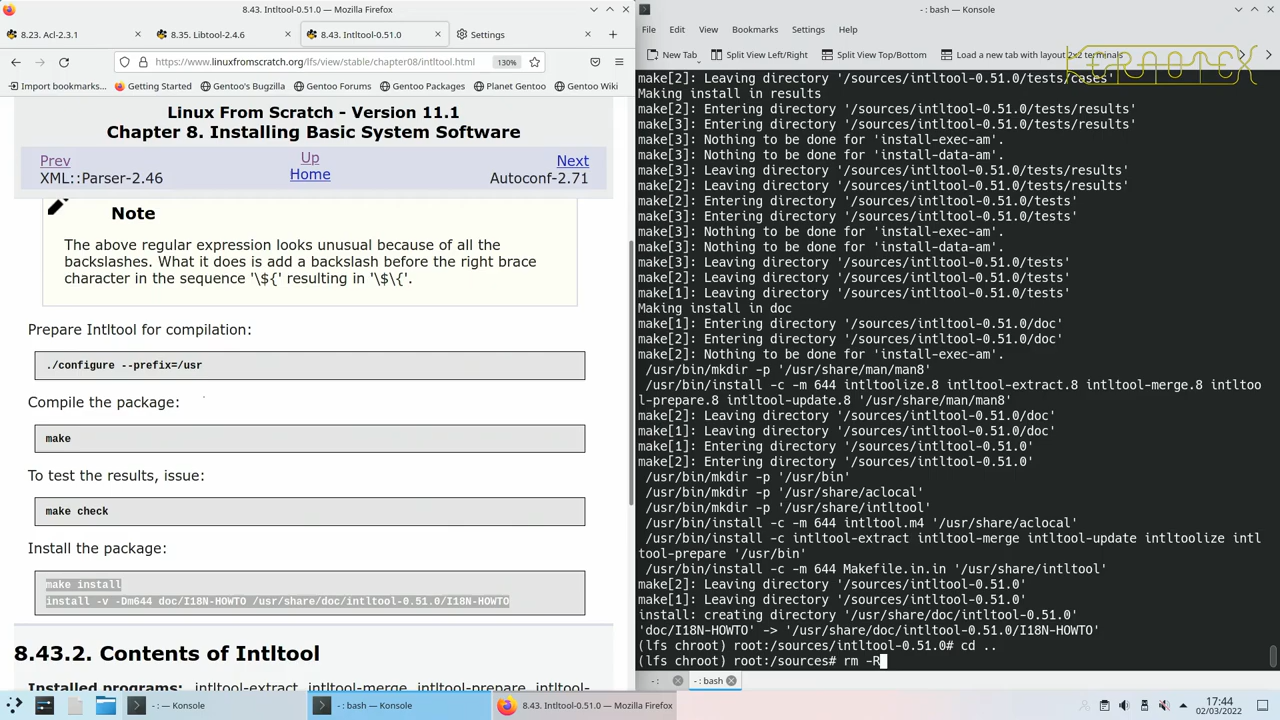 8.43. Intltool-0.51.0 — Mozilla Firefox
8.23. Acl-2.3.1
8.35. Libtool-2.4.6
8.43. Intltool-0.51.0
Settings
https://www.linuxfromscratch.org/lfs/view/stable/chapter08/intltool.html
130%
Import bookmarks...
Getting Started
Gentoo's Bugzilla
Gentoo Forums
Gentoo Packages
Planet Gentoo
Gentoo Wiki
Linux From Scratch - Version 11.1
Chapter 8. Installing Basic System Software
Prev
Up
Next
XML::Parser-2.46
Home
Autoconf-2.71
Note
The above regular expression looks unusual because of all the
backslashes. What it does is add a backslash before the right brace
character in the sequence '\${' resulting in '\$\{'.
Prepare Intltool for compilation:
./configure --prefix=/usr
Compile the package:
make
To test the results, issue:
make check
Install the package:
make install
install -v -Dm644 doc/I18N-HOWTO /usr/share/doc/intltool-0.51.0/I18N-HOWTO
8.43.2. Contents of Intltool
Installed programs: intltool-extract, intltool-merge, intltool-prepare, intltool-
- : bash — Konsole
File
Edit
View
Bookmarks
Settings
Help
New Tab
Split View Left/Right
Split View Top/Bottom
Load a new tab with layout 2x2 terminals
make[2]: Leaving directory '/sources/intltool-0.51.0/tests/cases'
Making install in results
make[2]: Entering directory '/sources/intltool-0.51.0/tests/results'
make[3]: Entering directory '/sources/intltool-0.51.0/tests/results'
make[3]: Nothing to be done for 'install-exec-am'.
make[3]: Nothing to be done for 'install-data-am'.
make[3]: Leaving directory '/sources/intltool-0.51.0/tests/results'
make[2]: Leaving directory '/sources/intltool-0.51.0/tests/results'
make[2]: Entering directory '/sources/intltool-0.51.0/tests'
make[3]: Entering directory '/sources/intltool-0.51.0/tests'
make[3]: Nothing to be done for 'install-exec-am'.
make[3]: Nothing to be done for 'install-data-am'.
make[3]: Leaving directory '/sources/intltool-0.51.0/tests'
make[2]: Leaving directory '/sources/intltool-0.51.0/tests'
make[1]: Leaving directory '/sources/intltool-0.51.0/tests'
Making install in doc
make[1]: Entering directory '/sources/intltool-0.51.0/doc'
make[2]: Entering directory '/sources/intltool-0.51.0/doc'
make[2]: Nothing to be done for 'install-exec-am'.
/usr/bin/mkdir -p '/usr/share/man/man8'
/usr/bin/install -c -m 644 intltoolize.8 intltool-extract.8 intltool-merge.8 intltoo
l-prepare.8 intltool-update.8 '/usr/share/man/man8'
make[2]: Leaving directory '/sources/intltool-0.51.0/doc'
make[1]: Leaving directory '/sources/intltool-0.51.0/doc'
make[1]: Entering directory '/sources/intltool-0.51.0'
make[2]: Entering directory '/sources/intltool-0.51.0'
/usr/bin/mkdir -p '/usr/bin'
/usr/bin/mkdir -p '/usr/share/aclocal'
/usr/bin/mkdir -p '/usr/share/intltool'
/usr/bin/install -c -m 644 intltool.m4 '/usr/share/aclocal'
/usr/bin/install -c intltool-extract intltool-merge intltool-update intltoolize intl
tool-prepare '/usr/bin'
/usr/bin/install -c -m 644 Makefile.in.in '/usr/share/intltool'
make[2]: Leaving directory '/sources/intltool-0.51.0'
make[1]: Leaving directory '/sources/intltool-0.51.0'
install: creating directory '/usr/share/doc/intltool-0.51.0'
'doc/I18N-HOWTO' -> '/usr/share/doc/intltool-0.51.0/I18N-HOWTO'
(lfs chroot) root:/sources/intltool-0.51.0# cd ..
(lfs chroot) root:/sources# rm -R
- :
- : bash
- : — Konsole
- : bash — Konsole
8.43. Intltool-0.51.0 — Mozilla Firefox
17:44
02/03/2022